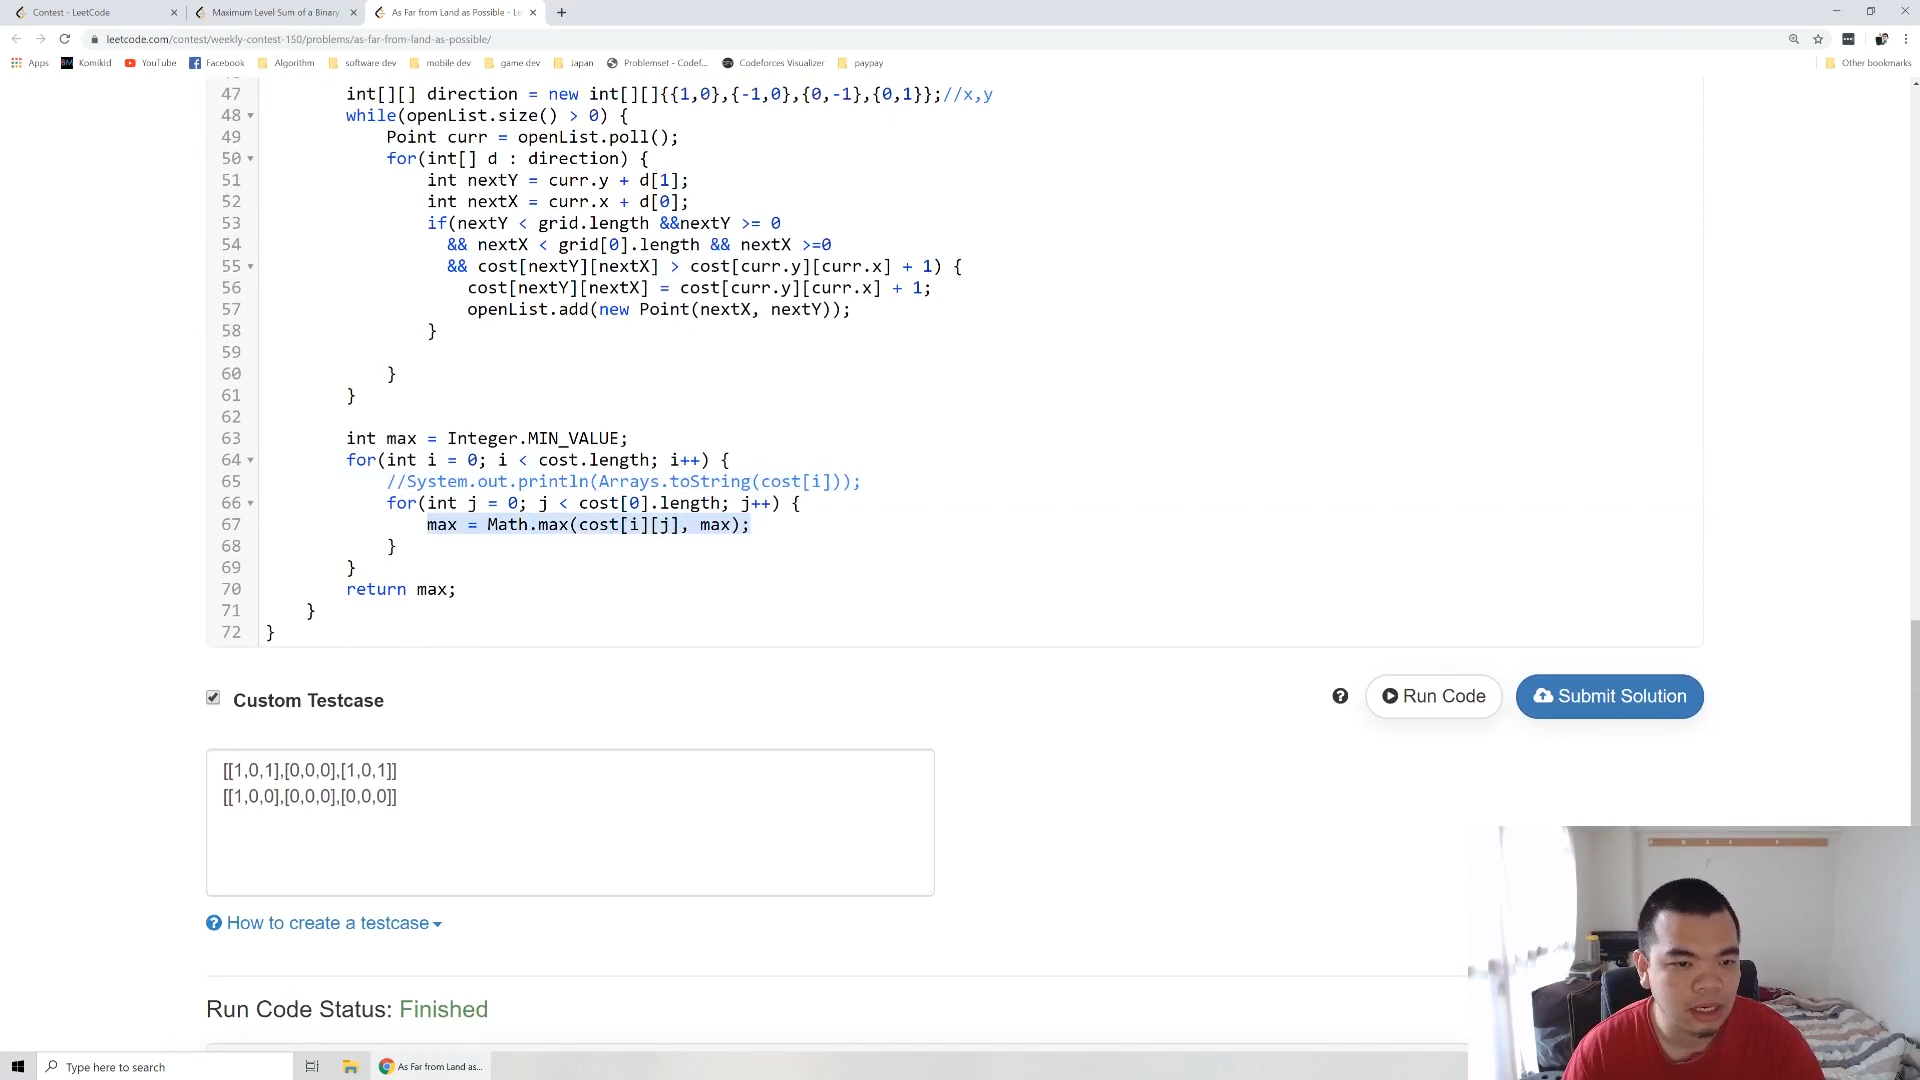 Contest - LeetCode
Maximum Level Sum of a Binary
As Far from Land as Possible - Le
leetcode.com/contest/weekly-contest-150/problems/as-far-from-land-as-possible/
Apps
Komikld
YouTube
Facebook
Algorithm
software dev
mobile dev
game dev
Japan
Problemset - Codef...
Codeforces Visualizer
paypay
Other bookmarks
47 int[][] direction = new int[][]{{1,0},{-1,0},{0,-1},{0,1}};//x,y
48 while(openList.size() > 0) {
49 Point curr = openList.poll();
50 for(int[] d : direction) {
51 int nextY = curr.y + d[1];
52 int nextX = curr.x + d[0];
53 if(nextY < grid.length &&nextY >= 0
54 && nextX < grid[0].length && nextX >=0
55 && cost[nextY][nextX] > cost[curr.y][curr.x] + 1) {
56 cost[nextY][nextX] = cost[curr.y][curr.x] + 1;
57 openList.add(new Point(nextX, nextY));
58 }
59
60 }
61 }
62
63 int max = Integer.MIN_VALUE;
64 for(int i = 0; i < cost.length; i++) {
65 //System.out.println(Arrays.toString(cost[i]));
66 for(int j = 0; j < cost[0].length; j++) {
67 max = Math.max(cost[i][j], max);
68 }
69 }
70 return max;
71 }
72 }
Custom Testcase
Run Code
Submit Solution
[[1,0,1],[0,0,0],[1,0,1]]
[[1,0,0],[0,0,0],[0,0,0]]
How to create a testcase
Run Code Status: Finished
Type here to search
As Far from Land as...